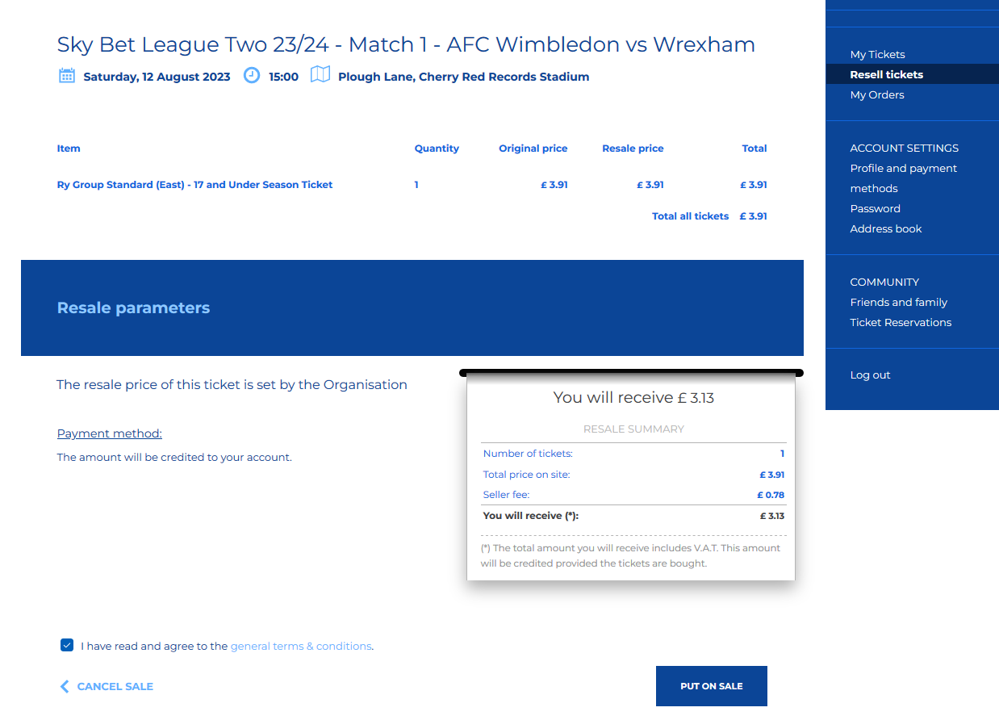 Sky Bet League Two 23/24 - Match 1 - AFC Wimbledon vs Wrexham
Saturday, 12 August 2023 15:00 Plough Lane, Cherry Red Records Stadium
Item Quantity Original price Resale price Total
Ry Group Standard (East) - 17 and Under Season Ticket 1 £ 3.91 £ 3.91 £ 3.91
Total all tickets £ 3.91
Resale parameters
The resale price of this ticket is set by the Organisation
Payment method:
The amount will be credited to your account.
You will receive £ 3.13
RESALE SUMMARY
Number of tickets: 1
Total price on site: £ 3.91
Seller fee: £ 0.78
You will receive (*): £ 3.13
(*) The total amount you will receive includes V.A.T. This amount
will be credited provided the tickets are bought.
I have read and agree to the general terms & conditions.
CANCEL SALE
PUT ON SALE
My Tickets
Resell tickets
My Orders
ACCOUNT SETTINGS
Profile and payment
methods
Password
Address book
COMMUNITY
Friends and family
Ticket Reservations
Log out